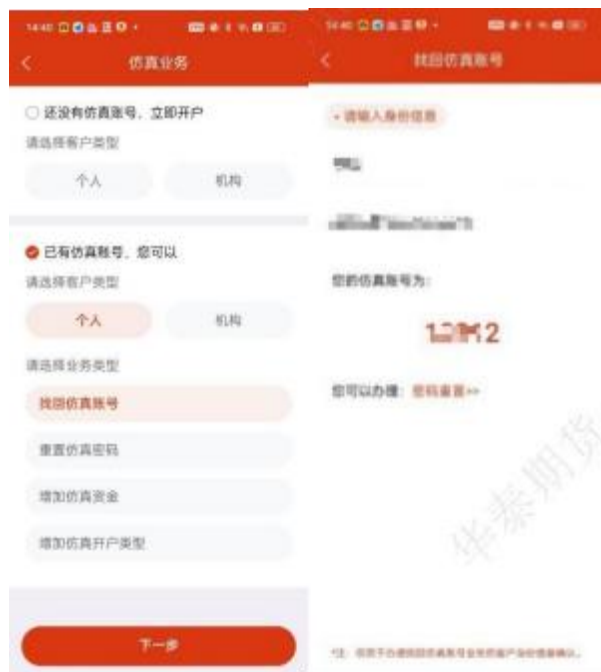 14:40
仿真业务
还没有仿真账号，立即开户
请选择客户类型
个人
机构
已有仿真账号，您可以
请选择客户类型
个人
机构
请选择业务类型
找回仿真账号
重置仿真密码
增加仿真资金
增加仿真开户类型
下一步
14:40
找回仿真账号
请输入身份信息
您的仿真账号为：
您可以办理：密码重置>>
华泰期货